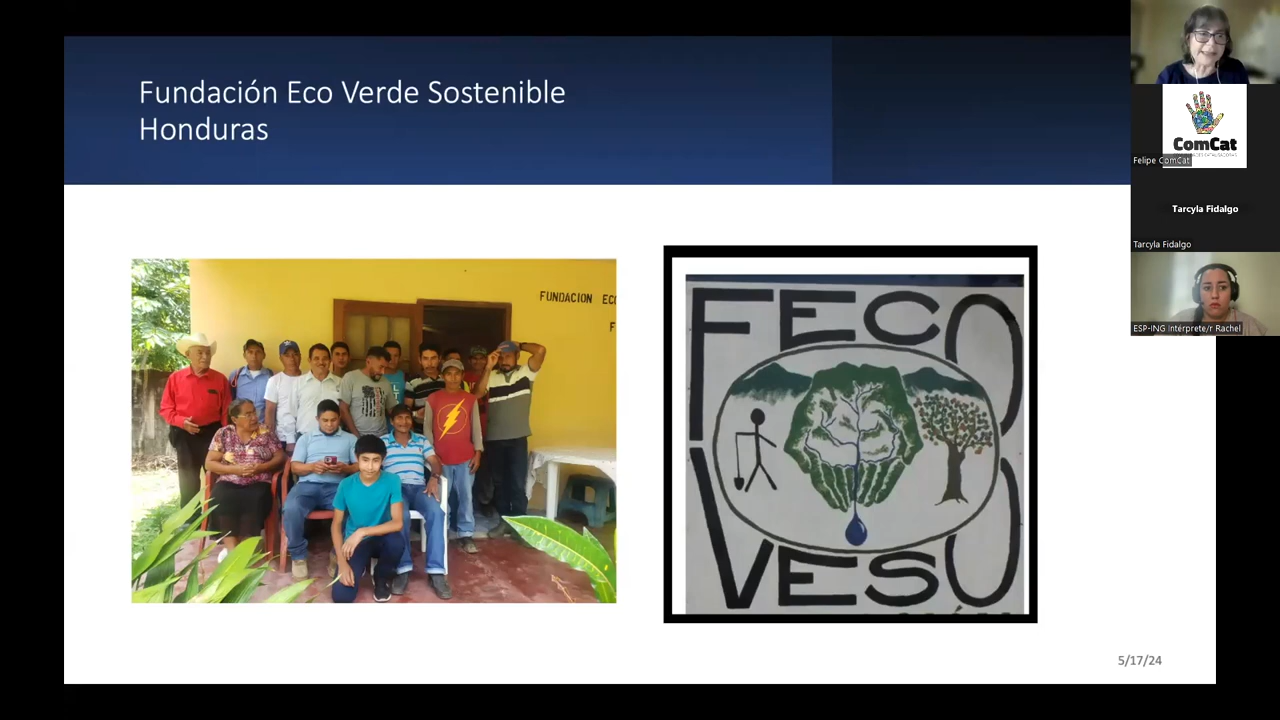 Fundación Eco Verde Sostenible
Honduras
FUNDACION EC
F
FECO
VESO
5/17/24
ComCat
Felipe ComCat
Tarcyla Fidalgo
Tarcyla Fidalgo
ESP-ING Intérprete/r Rachel